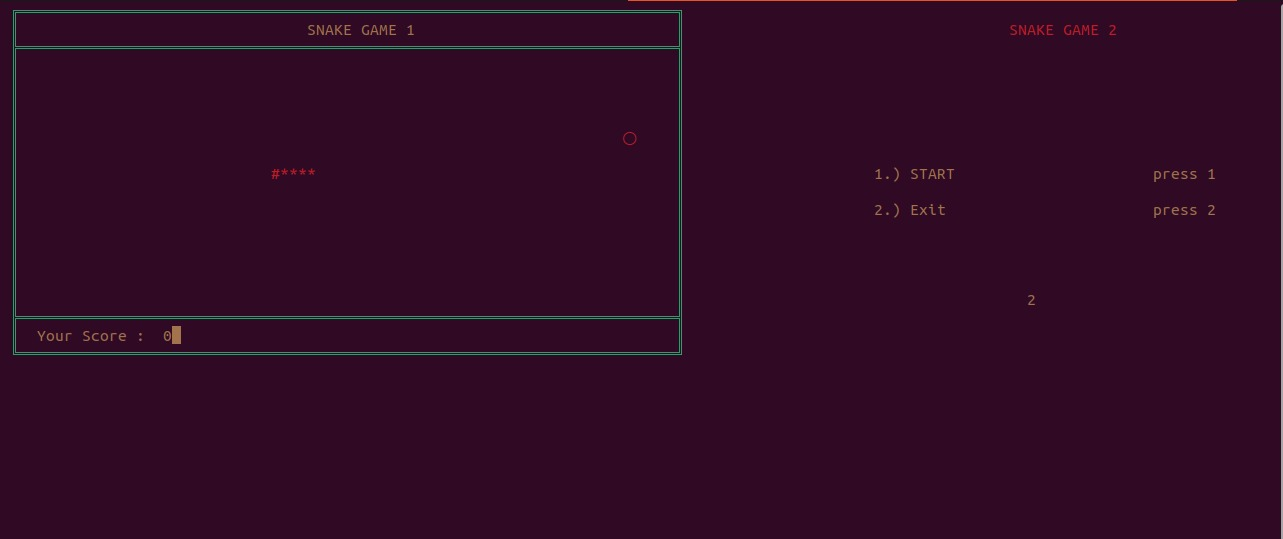 SNAKE GAME 1
#****
Your Score :  0
SNAKE GAME 2
1.) START press 1
2.) Exit press 2
2